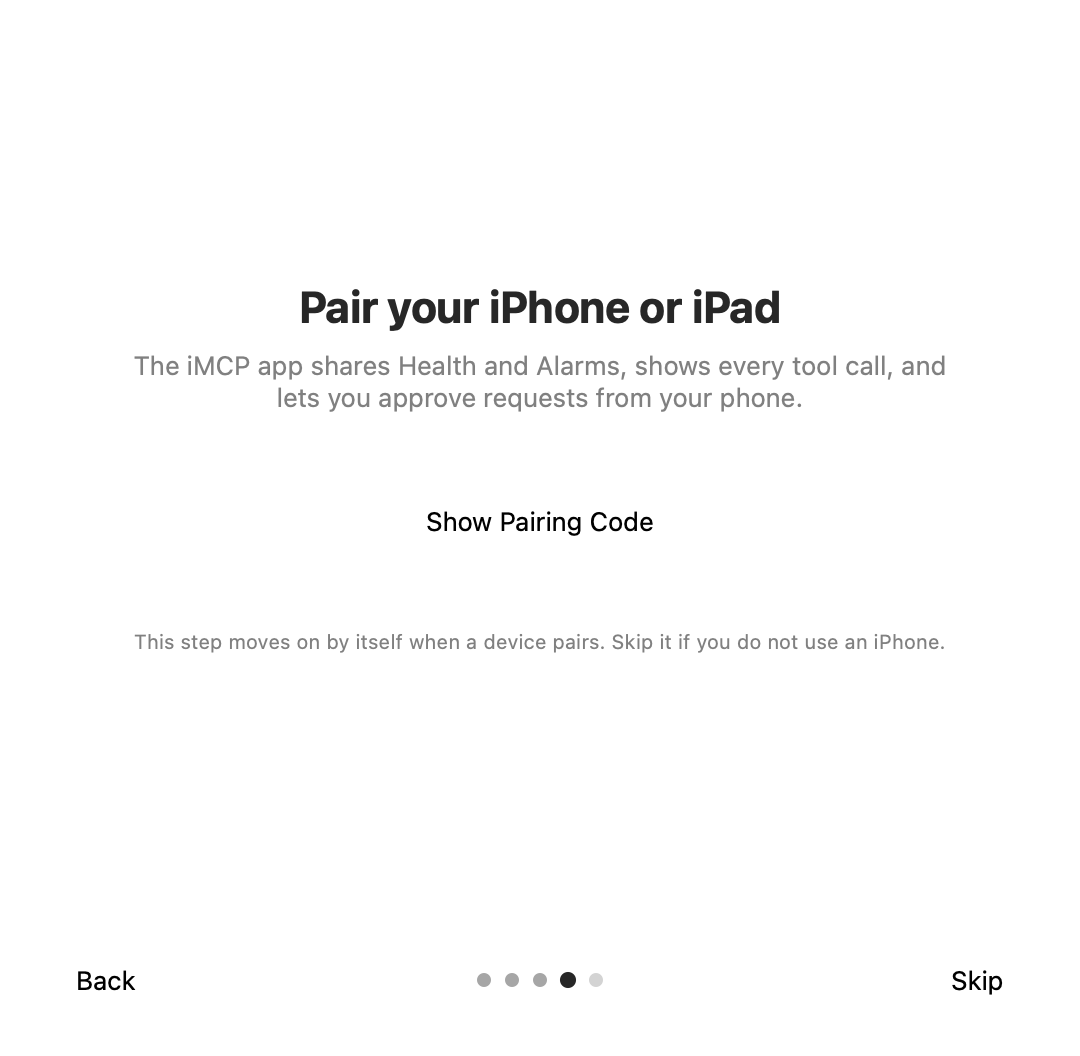 Pair your iPhone or iPad
The iMCP app shares Health and Alarms, shows every tool call, and
lets you approve requests from your phone.
Show Pairing Code
This step moves on by itself when a device pairs. Skip it if you do not use an iPhone.
Back
Skip